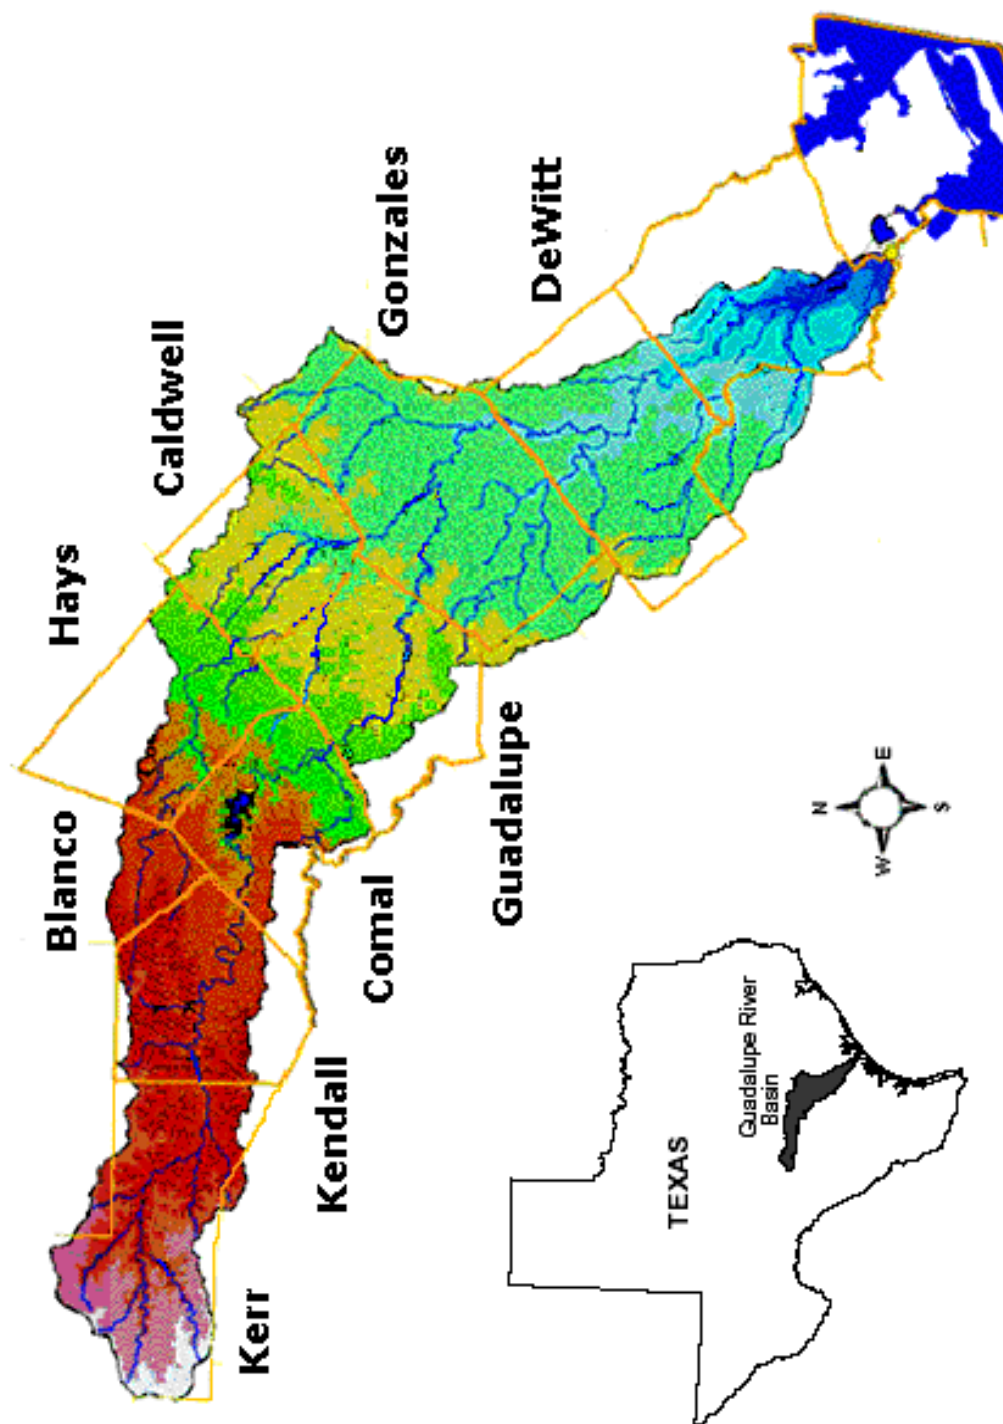 Kerr
Kendall
Blanco
Comal
Hays
Guadalupe
Caldwell
Gonzales
DeWitt
TEXAS
Guadalupe River
Basin
N
W
E
S